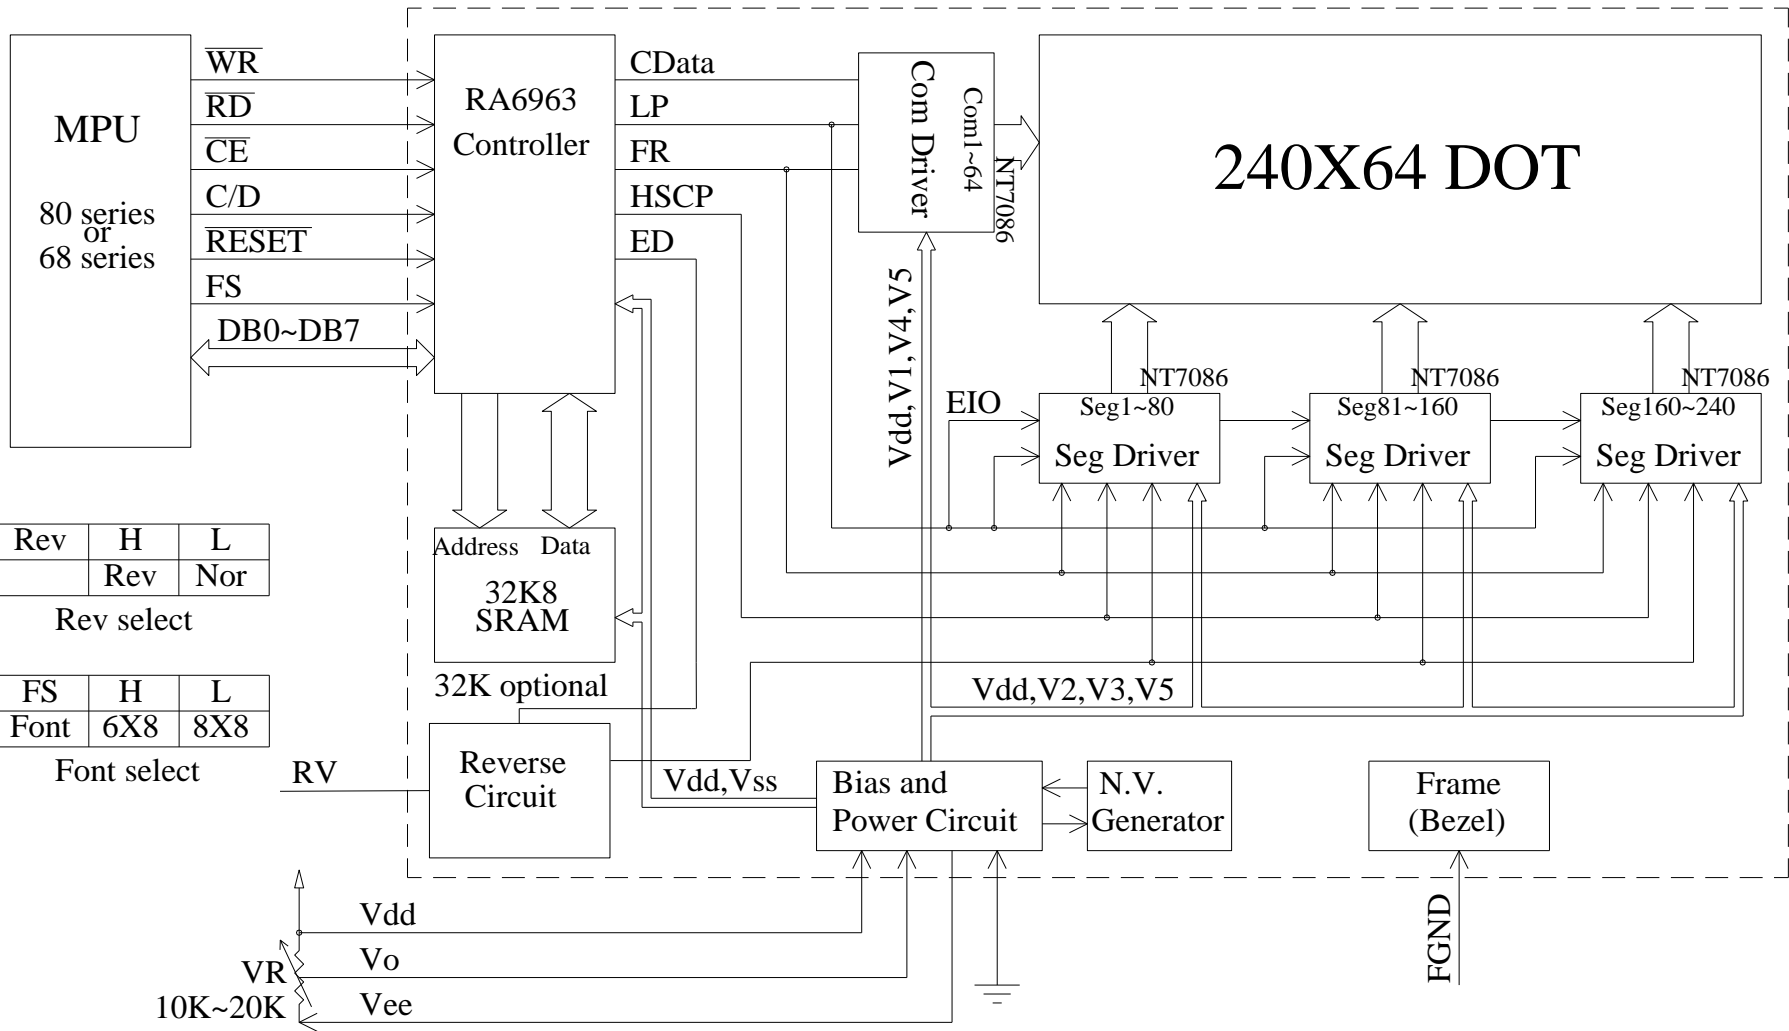 MPU
80 series
or
68 series
WR
RD
CE
C/D
RESET
FS
DB0~DB7
RA6963
Controller
CData
LP
FR
HSCP
ED
Com Driver
Com1~64
NT7086
240X64 DOT
Vdd,V1,V4,V5
EIO
NT7086
Seg1~80
Seg Driver
NT7086
Seg81~160
Seg Driver
NT7086
Seg160~240
Seg Driver
Address Data
32K8
SRAM
32K optional
Rev H L
Rev Nor
Rev select
FS H L
Font 6X8 8X8
Font select
RV
Reverse
Circuit
Vdd,Vss
Vdd,V2,V3,V5
Bias and
Power Circuit
N.V.
Generator
Frame
(Bezel)
FGND
Vdd
Vo
Vee
VR
10K~20K